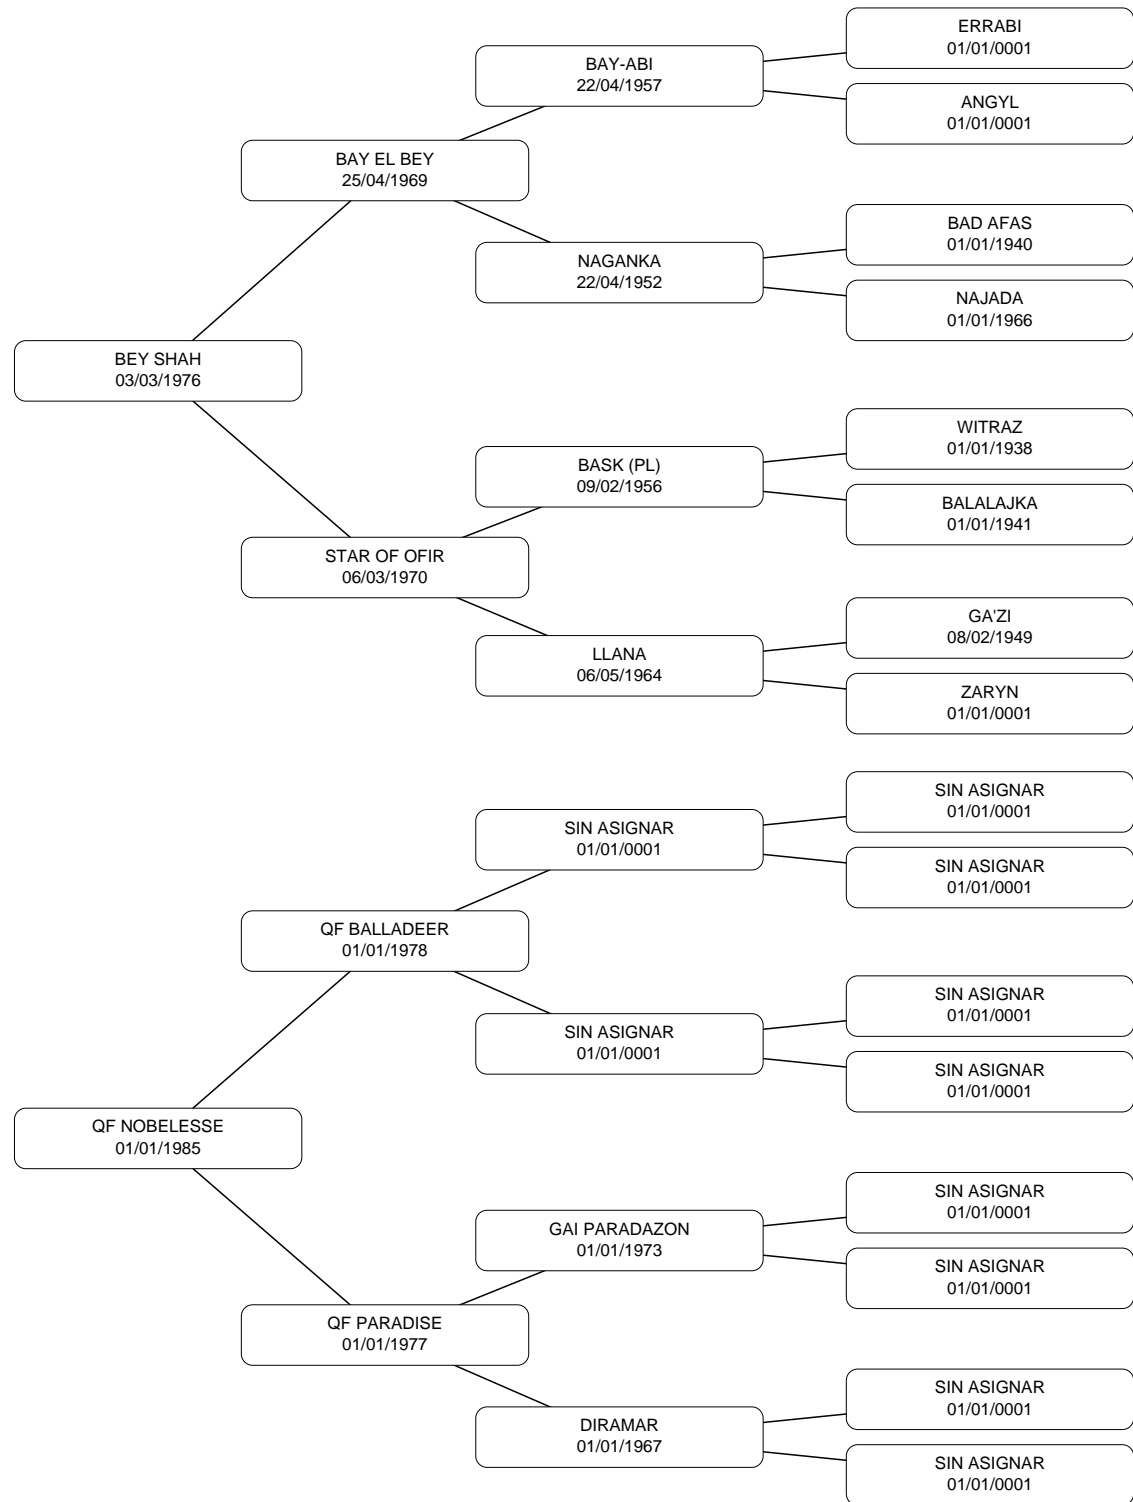 ERRABI
01/01/0001
BAY-ABI
22/04/1957
ANGYL
01/01/0001
BAY EL BEY
25/04/1969
BAD AFAS
01/01/1940
NAGANKA
22/04/1952
NAJADA
01/01/1966
BEY SHAH
03/03/1976
WITRAZ
01/01/1938
BASK (PL)
09/02/1956
BALALAJKA
01/01/1941
STAR OF OFIR
06/03/1970
GA'ZI
08/02/1949
LLANA
06/05/1964
ZARYN
01/01/0001
SIN ASIGNAR
01/01/0001
SIN ASIGNAR
01/01/0001
SIN ASIGNAR
01/01/0001
QF BALLADEER
01/01/1978
SIN ASIGNAR
01/01/0001
SIN ASIGNAR
01/01/0001
SIN ASIGNAR
01/01/0001
QF NOBELESSE
01/01/1985
SIN ASIGNAR
01/01/0001
GAI PARADAZON
01/01/1973
SIN ASIGNAR
01/01/0001
QF PARADISE
01/01/1977
SIN ASIGNAR
01/01/0001
DIRAMAR
01/01/1967
SIN ASIGNAR
01/01/0001